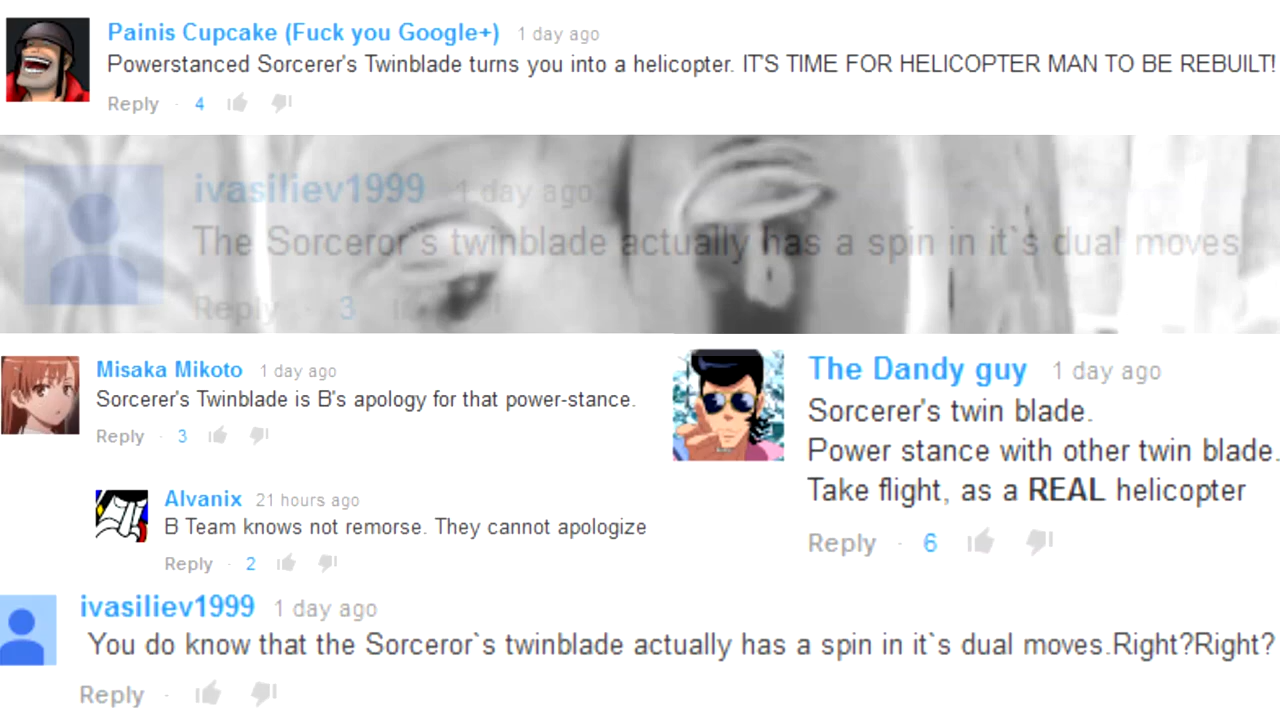 Painis Cupcake (Fuck you Google+) 1 day ago
Powerstanced Sorcerer's Twinblade turns you into a helicopter. IT'S TIME FOR HELICOPTER MAN TO BE REBUILT!
Reply · 4
ivasiliev1999 1 day ago
The Sorceror`s twinblade actually has a spin in it`s dual moves
Reply · 3
Misaka Mikoto 1 day ago
Sorcerer's Twinblade is B's apology for that power-stance.
Reply · 3
Alvanix 21 hours ago
B Team knows not remorse. They cannot apologize
Reply · 2
The Dandy guy 1 day ago
Sorcerer's twin blade.
Power stance with other twin blade.
Take flight, as a REAL helicopter
Reply · 6
ivasiliev1999 1 day ago
You do know that the Sorceror`s twinblade actually has a spin in it`s dual moves.Right?Right?
Reply ·